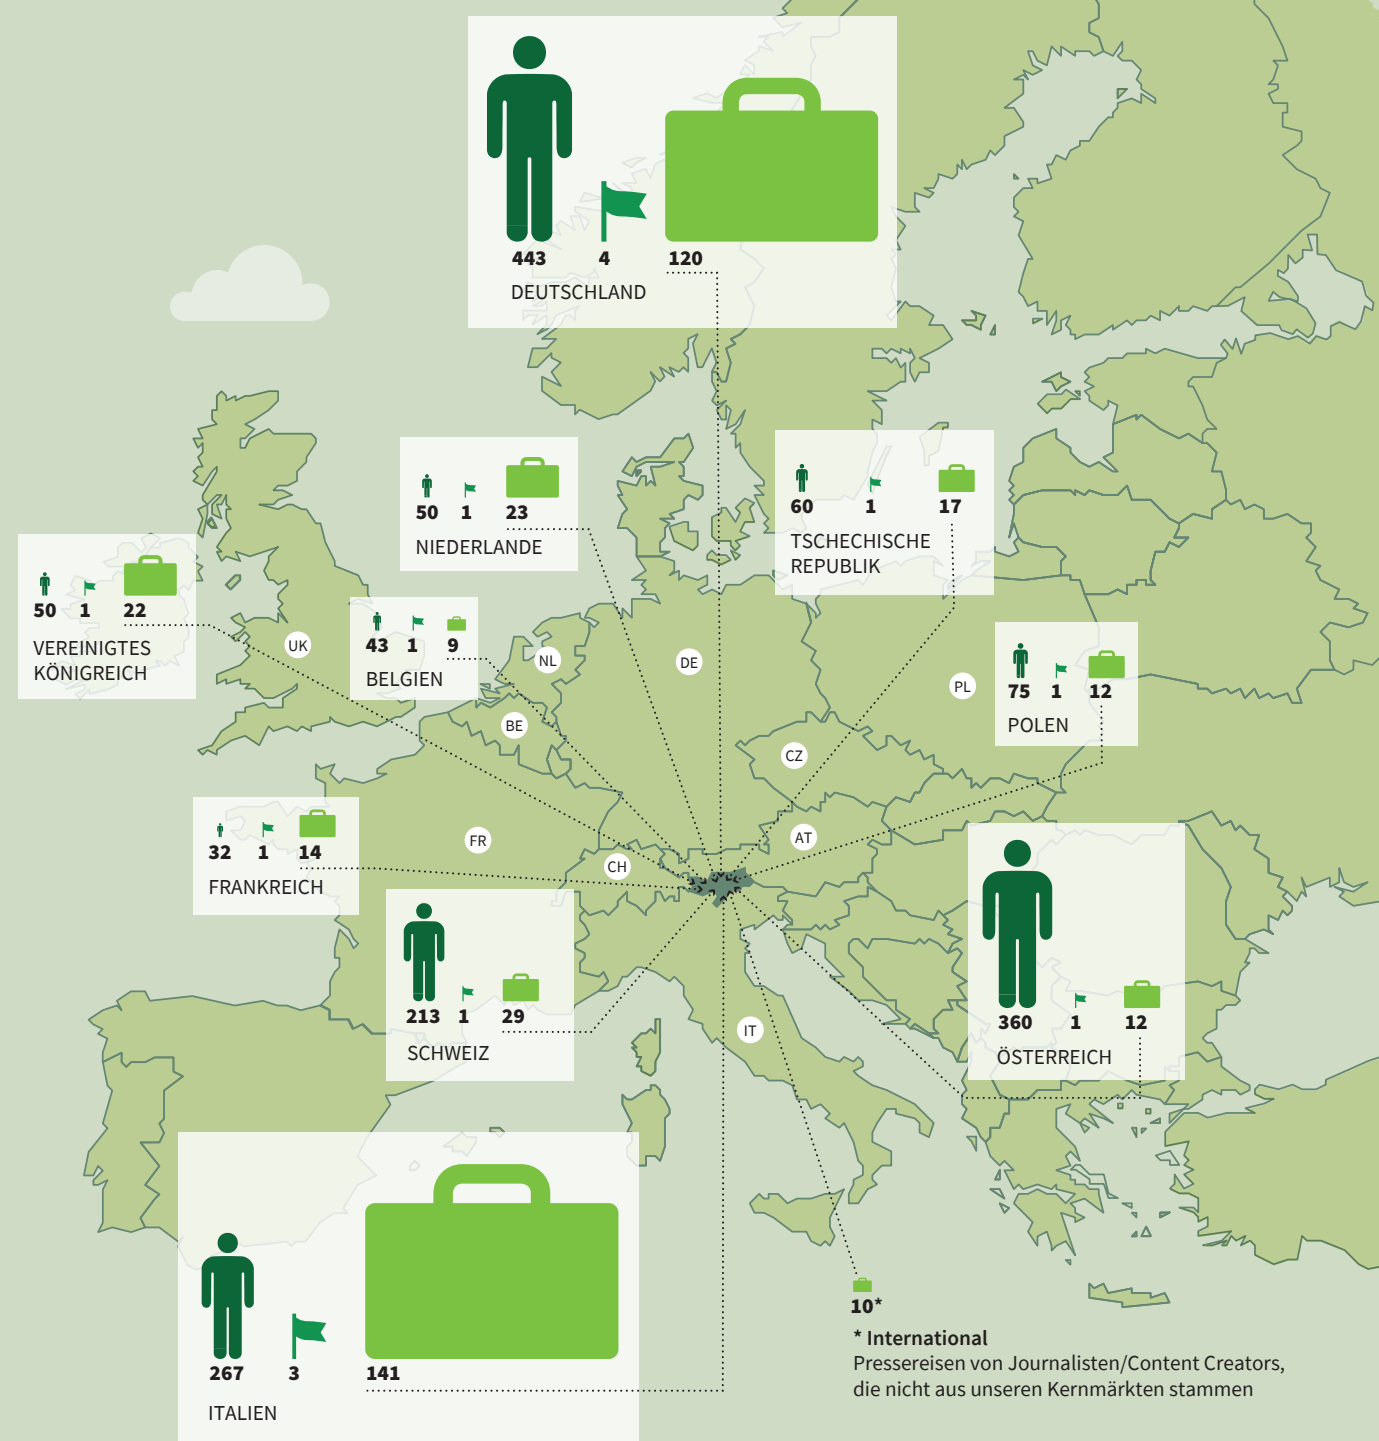 443 4 120
DEUTSCHLAND
50 1 23
NIEDERLANDE
60 1 17
TSCHECHISCHE
REPUBLIK
50 1 22
VEREINIGTES
KÖNIGREICH
UK
43 1 9
BELGIEN
NL
DE
PL
75 1 12
POLEN
BE
CZ
32 1 14
FRANKREICH
FR
CH
AT
213 1 29
SCHWEIZ
IT
360 1 12
ÖSTERREICH
267 3 141
ITALIEN
10*
* International
Pressereisen von Journalisten/Content Creators,
die nicht aus unseren Kernmärkten stammen